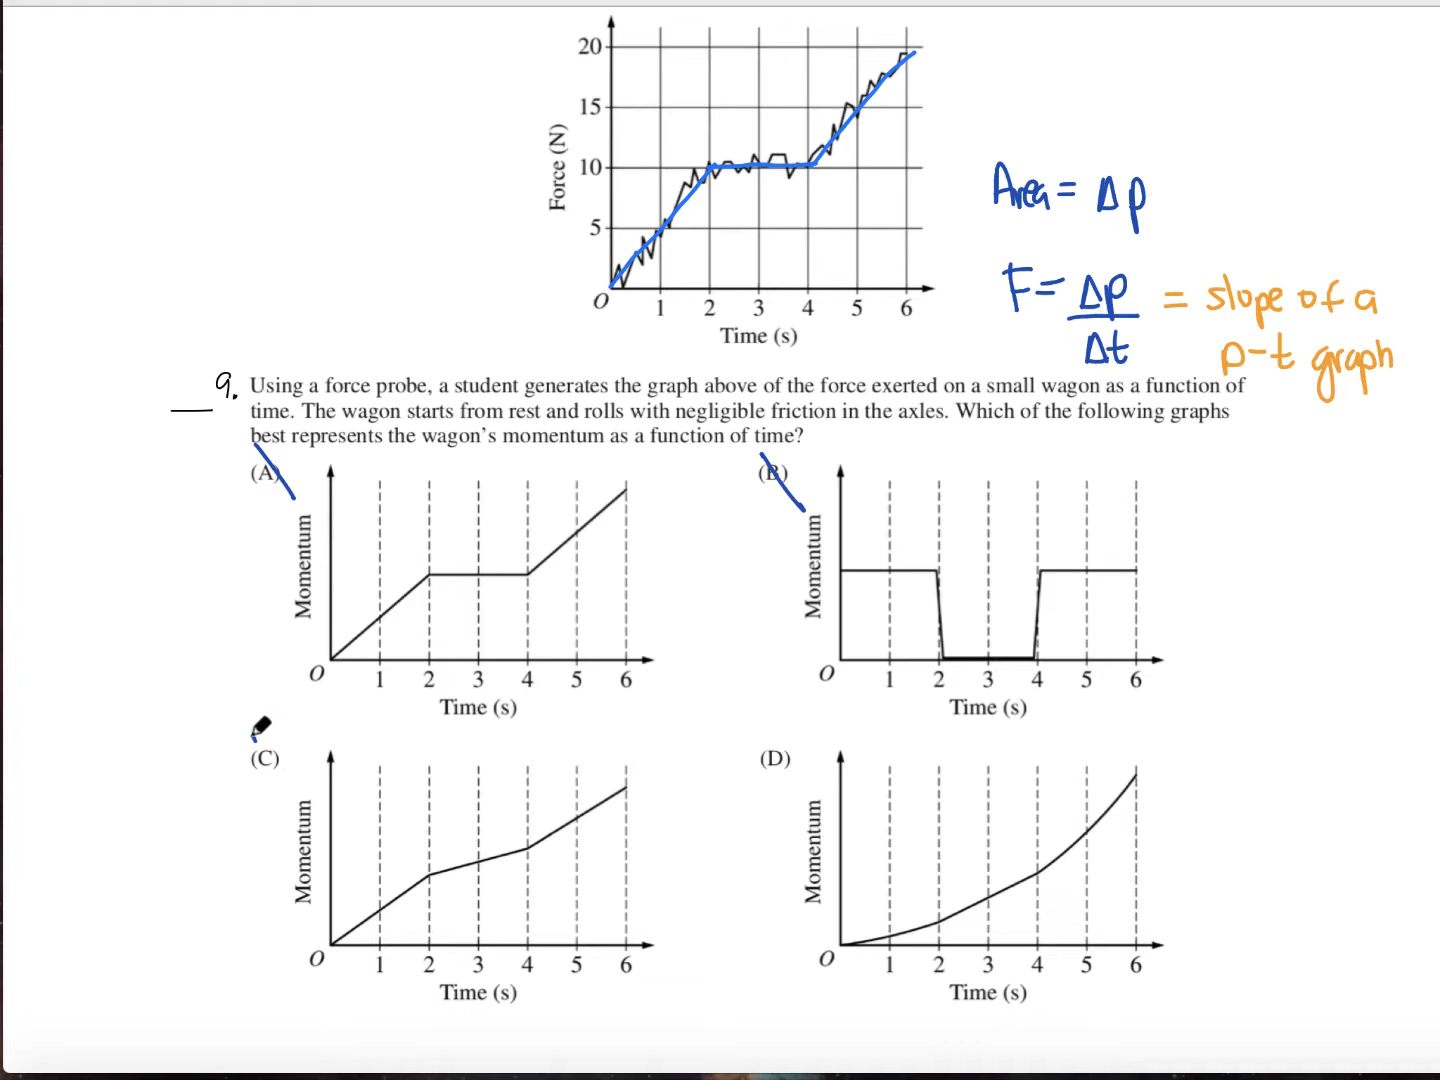 20
15
10
5
Force (N)
O 1 2 3 4 5 6
Time (s)
Area = Δp
F = Δp/Δt = slope of a
p-t graph
9. Using a force probe, a student generates the graph above of the force exerted on a small wagon as a function of
time. The wagon starts from rest and rolls with negligible friction in the axles. Which of the following graphs
best represents the wagon's momentum as a function of time?
(A)
Momentum
O 1 2 3 4 5 6
Time (s)
(B)
Momentum
O 1 2 3 4 5 6
Time (s)
(C)
Momentum
O 1 2 3 4 5 6
Time (s)
(D)
Momentum
O 1 2 3 4 5 6
Time (s)